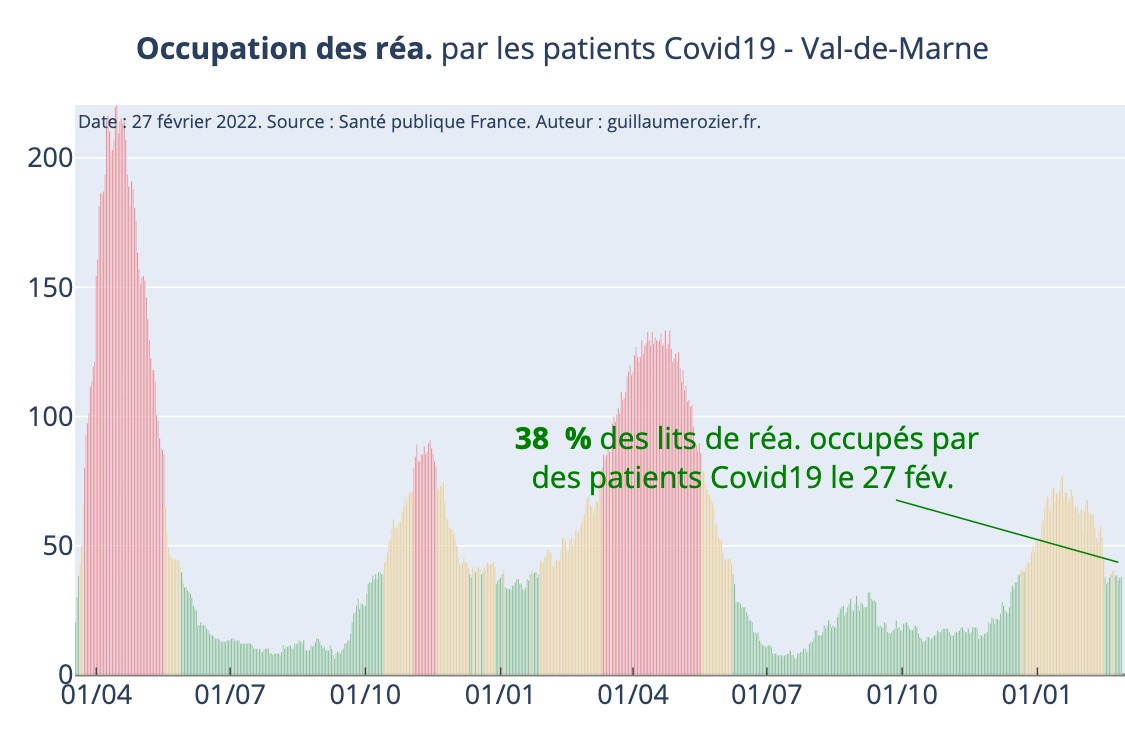 Occupation des réa. par les patients Covid19 - Val-de-Marne
Date : 27 février 2022. Source : Santé publique France. Auteur : guillaumerozier.fr.
200
150
100
50
0
38 % des lits de réa. occupés par
des patients Covid19 le 27 fév.
01/04 01/07 01/10 01/01 01/04 01/07 01/10 01/01